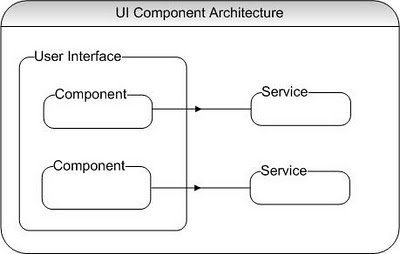 UI Component Architecture
User Interface
Component
Service
Component
Service